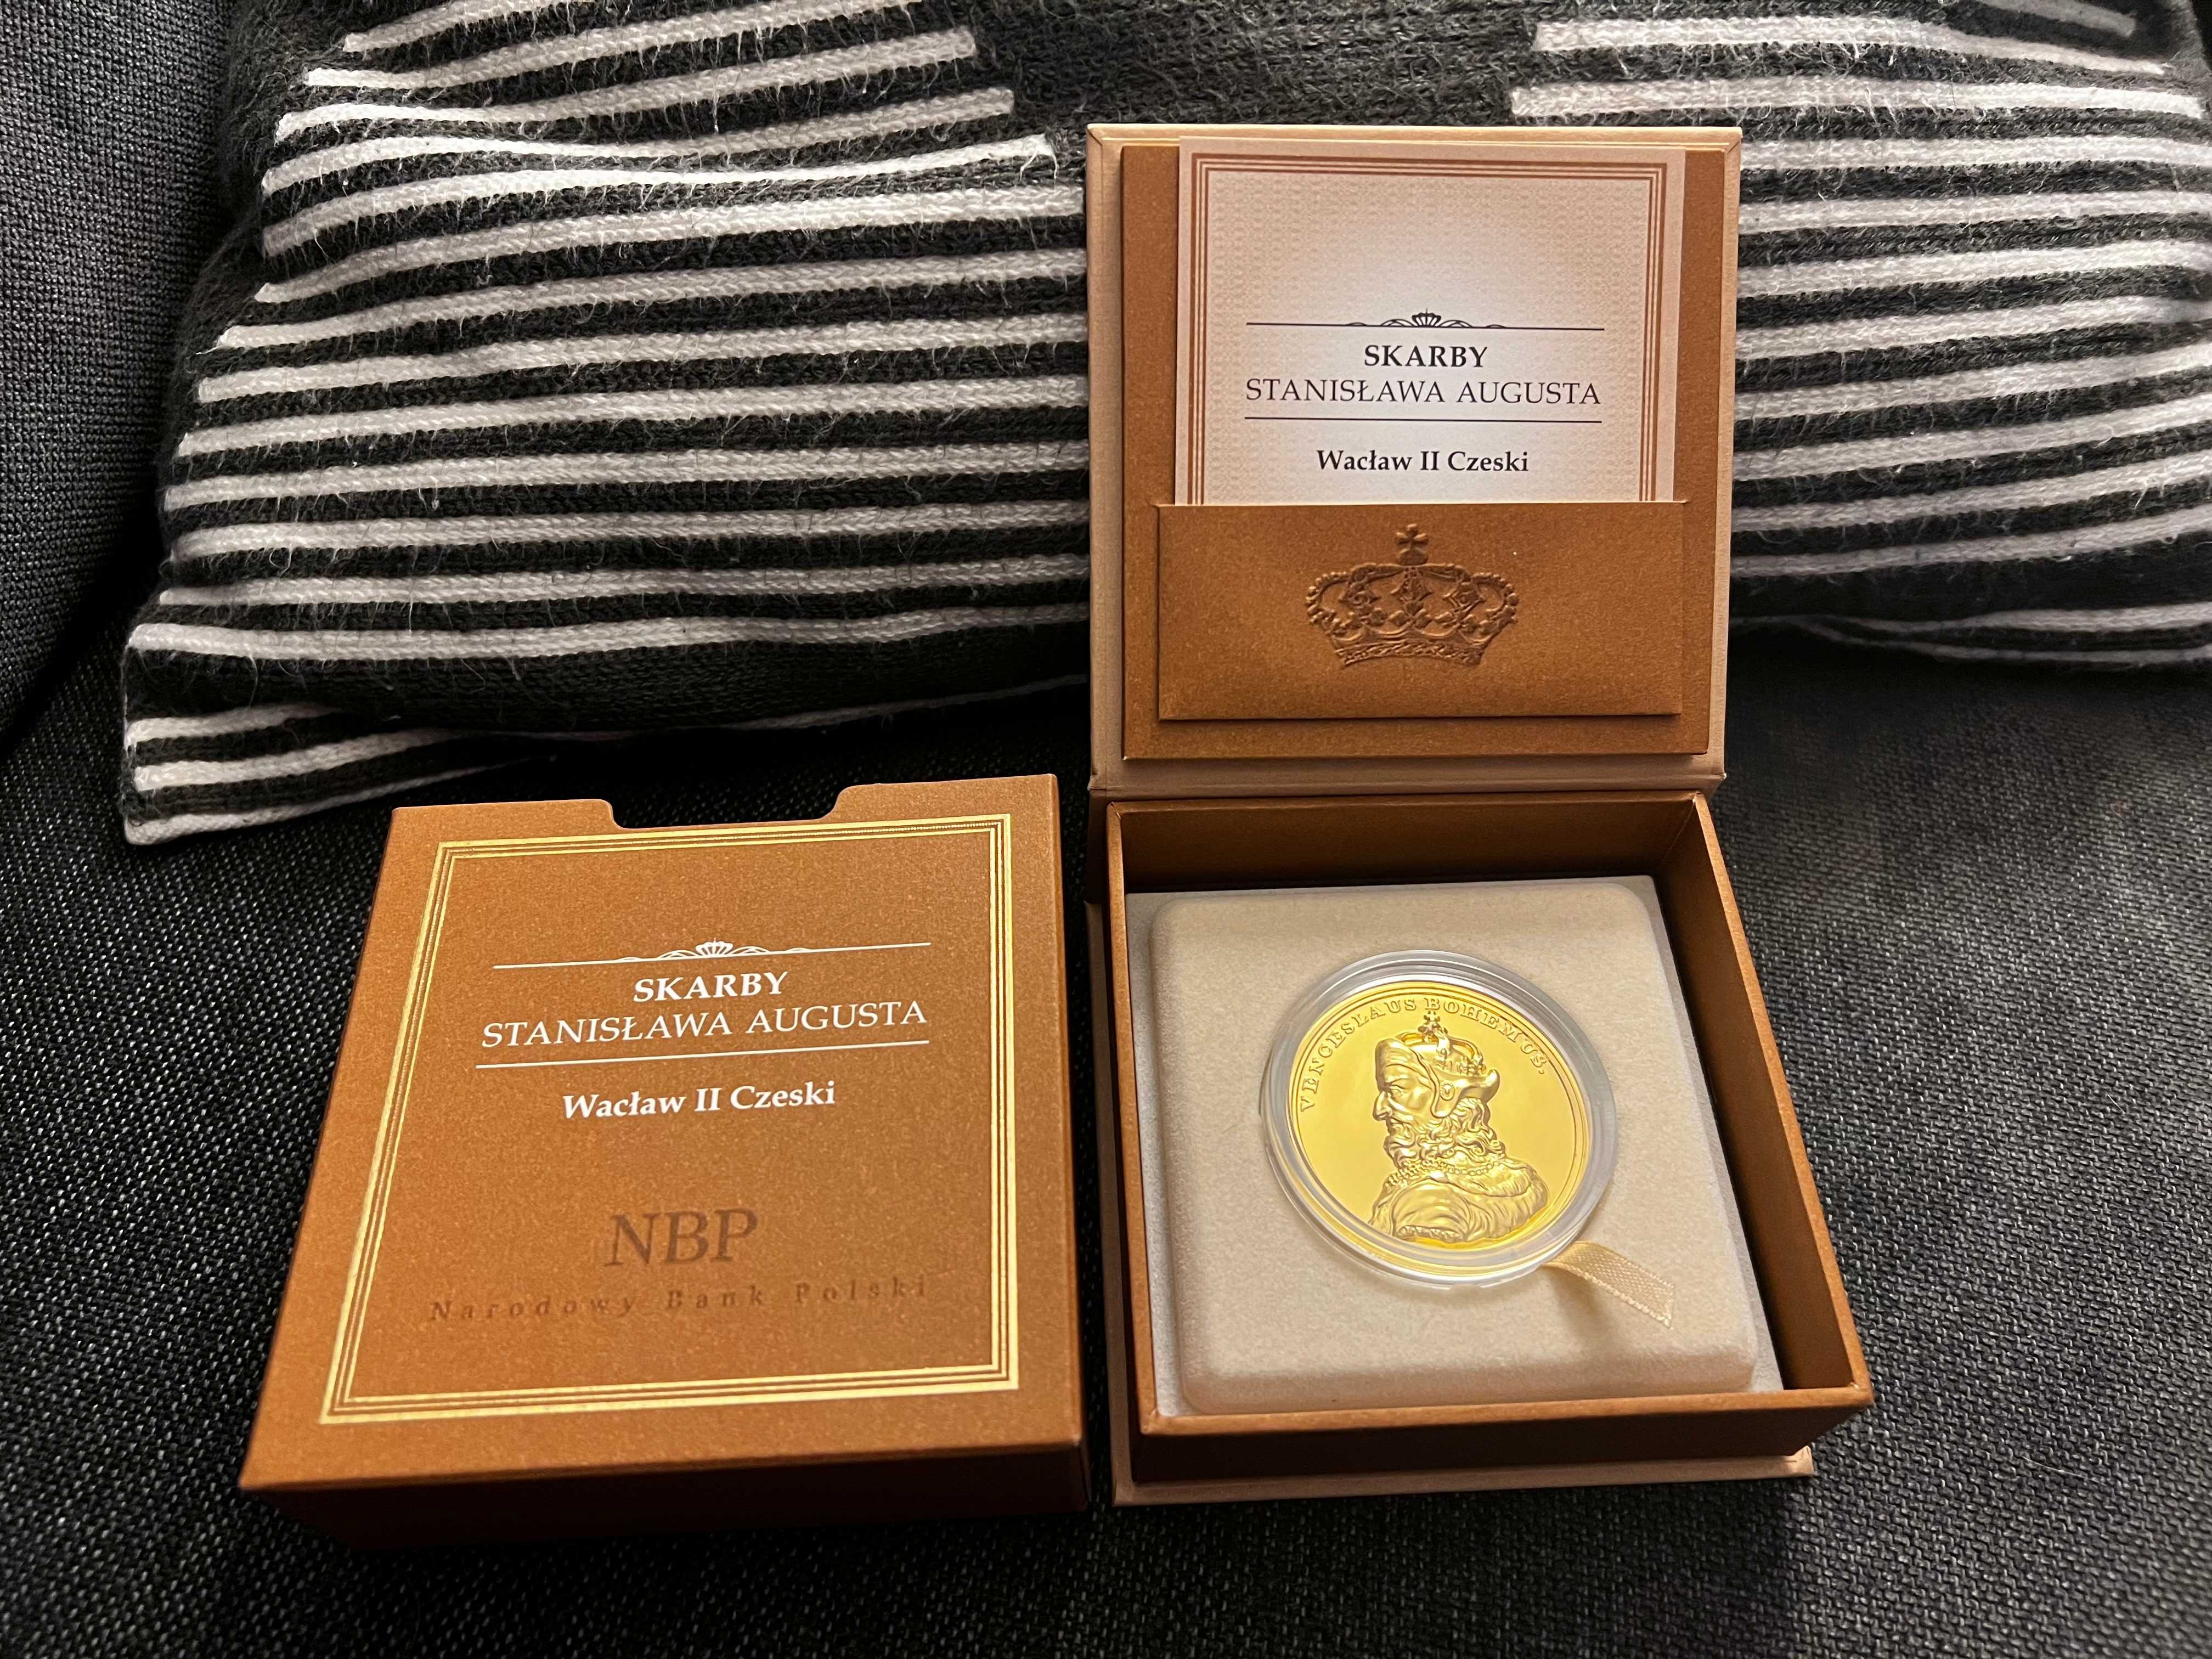 SKARBY
STANISŁAWA AUGUSTA
Wacław II Czeski
SKARBY
STANISŁAWA AUGUSTA
Wacław II Czeski
NBP
Narodowy Bank Polski
VENCESLAUS BOHEMUS.